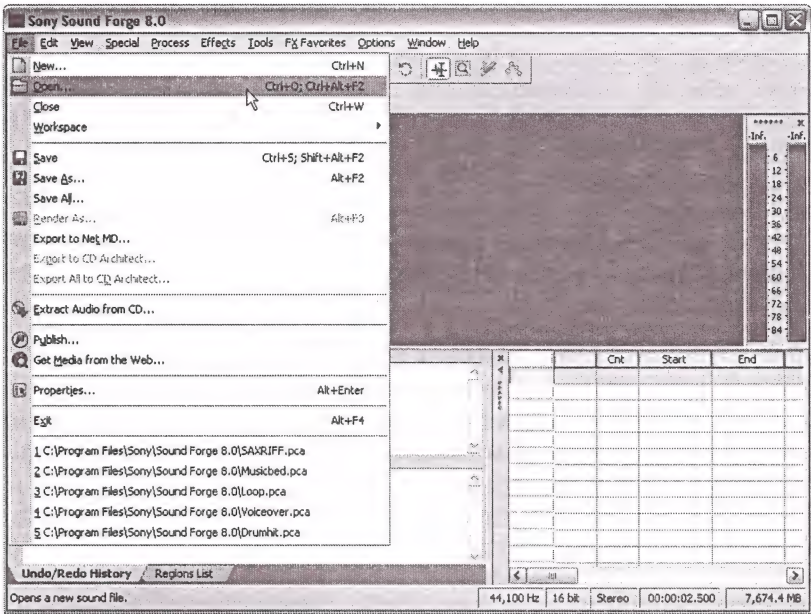 Sony Sound Forge 8.0
File Edit View Special Process Effects Tools FX Favorites Options Window Help
New... Ctrl+N
Open... Ctrl+O; Ctrl+Alt+F2
Close Ctrl+W
Workspace
Save Ctrl+S; Shift+Alt+F2
Save As... Alt+F2
Save All...
Render As... Alt+F3
Export to Net MD...
Export to CD Architect...
Export All to CD Architect...
Extract Audio from CD...
Publish...
Get Media from the Web...
Properties... Alt+Enter
Exit Alt+F4
1 C:\Program Files\Sony\Sound Forge 8.0\SAXRIFF.pca
2 C:\Program Files\Sony\Sound Forge 8.0\Musicbed.pca
3 C:\Program Files\Sony\Sound Forge 8.0\Loop.pca
4 C:\Program Files\Sony\Sound Forge 8.0\Voiceover.pca
5 C:\Program Files\Sony\Sound Forge 8.0\Drumhit.pca
-Inf. -Inf.
6
12
18
24
30
36
42
48
54
60
66
72
78
84
Cnt Start End
Undo/Redo History Regions List
Opens a new sound file. 44,100 Hz 16 bit Stereo 00:00:02.500 7,674.4 MB